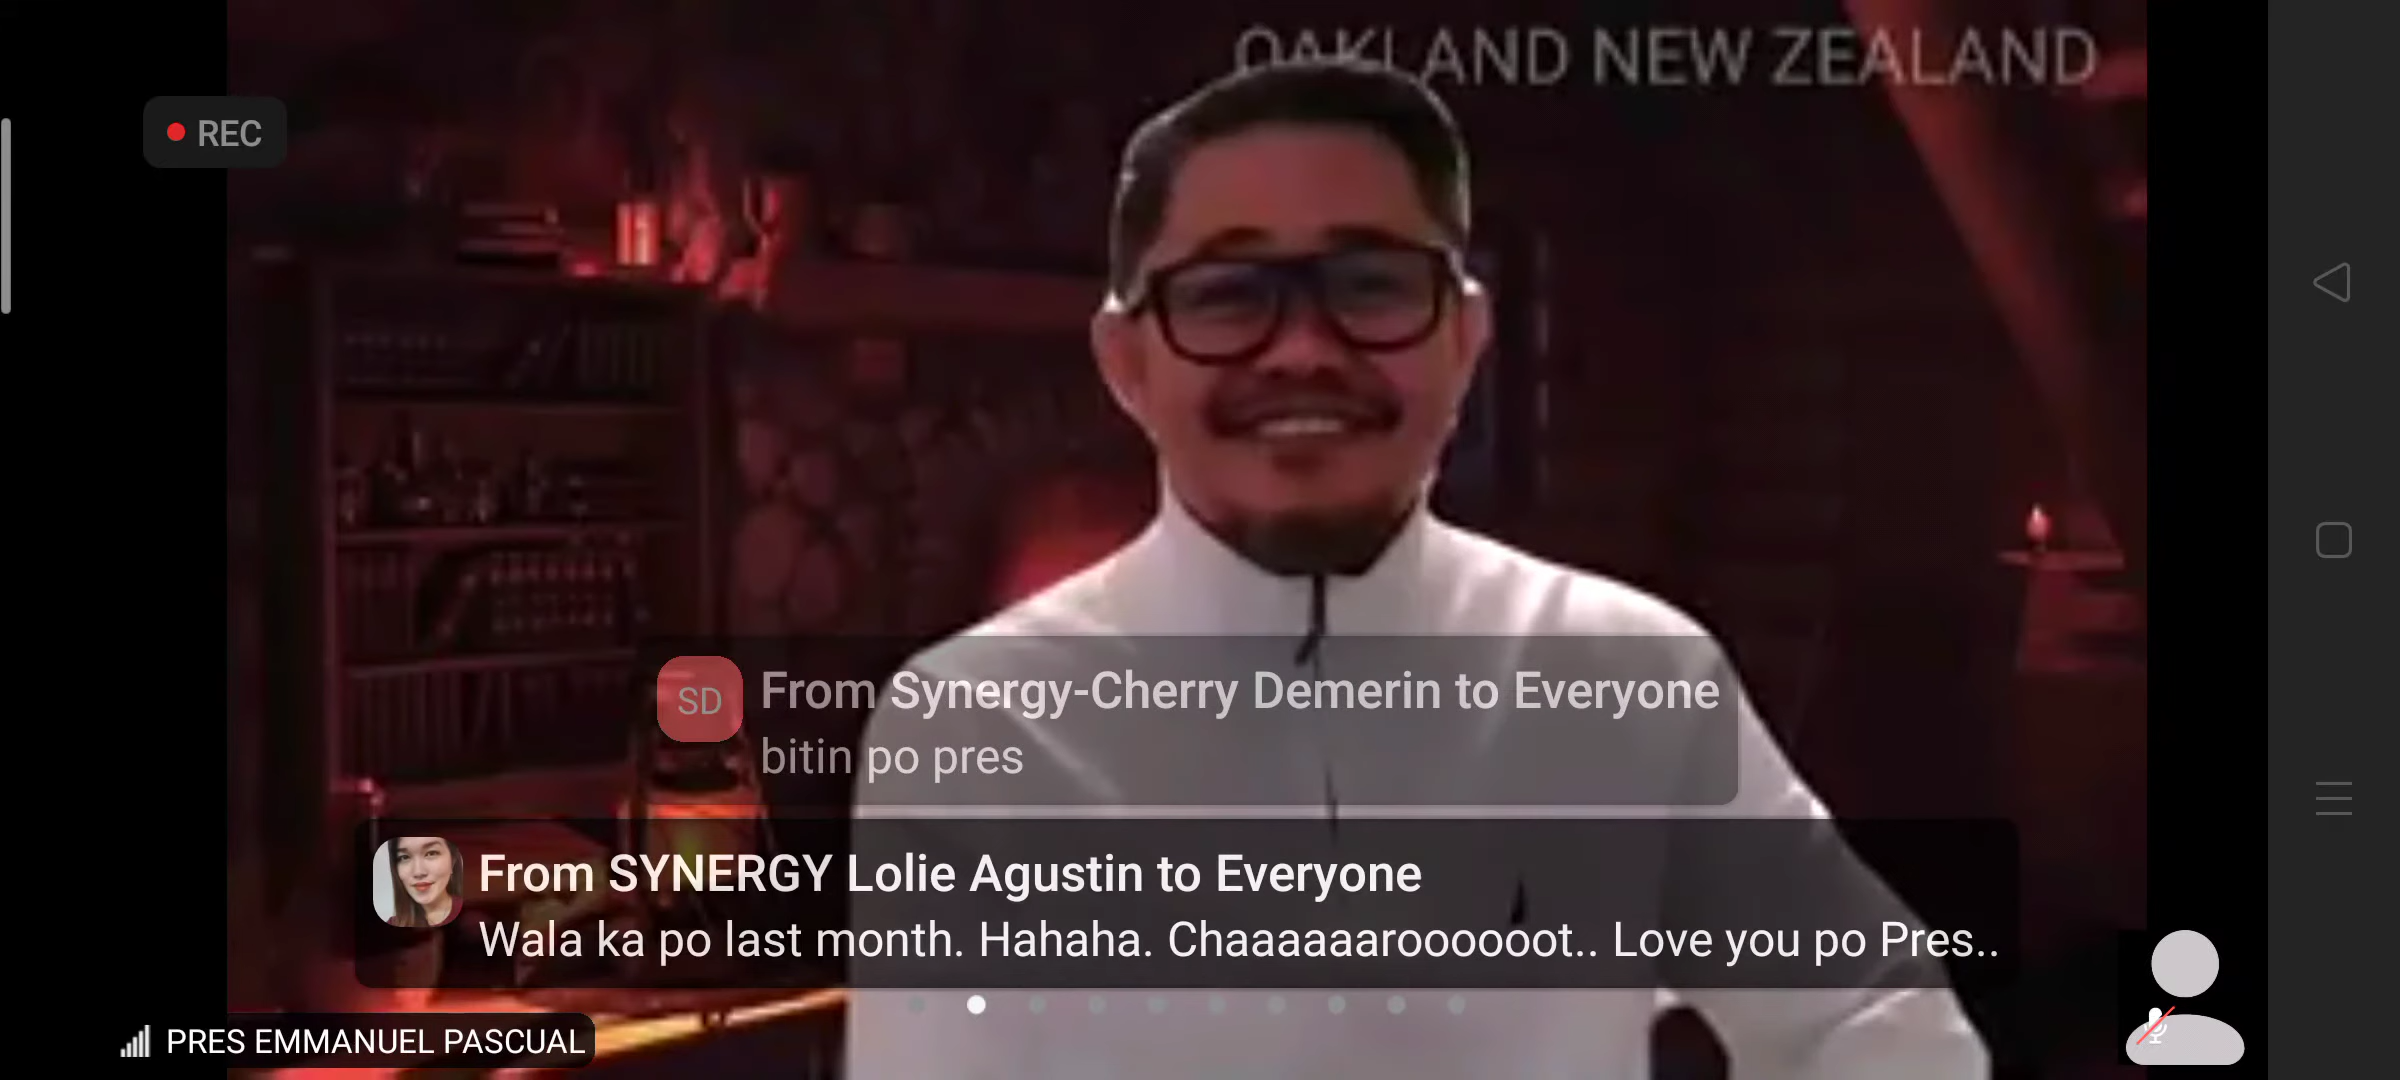 OAKLAND NEW ZEALAND
REC
SD
From Synergy-Cherry Demerin to Everyone
bitin po pres
From SYNERGY Lolie Agustin to Everyone
Wala ka po last month. Hahaha. Chaaaaaaroooooot.. Love you po Pres..
PRES EMMANUEL PASCUAL